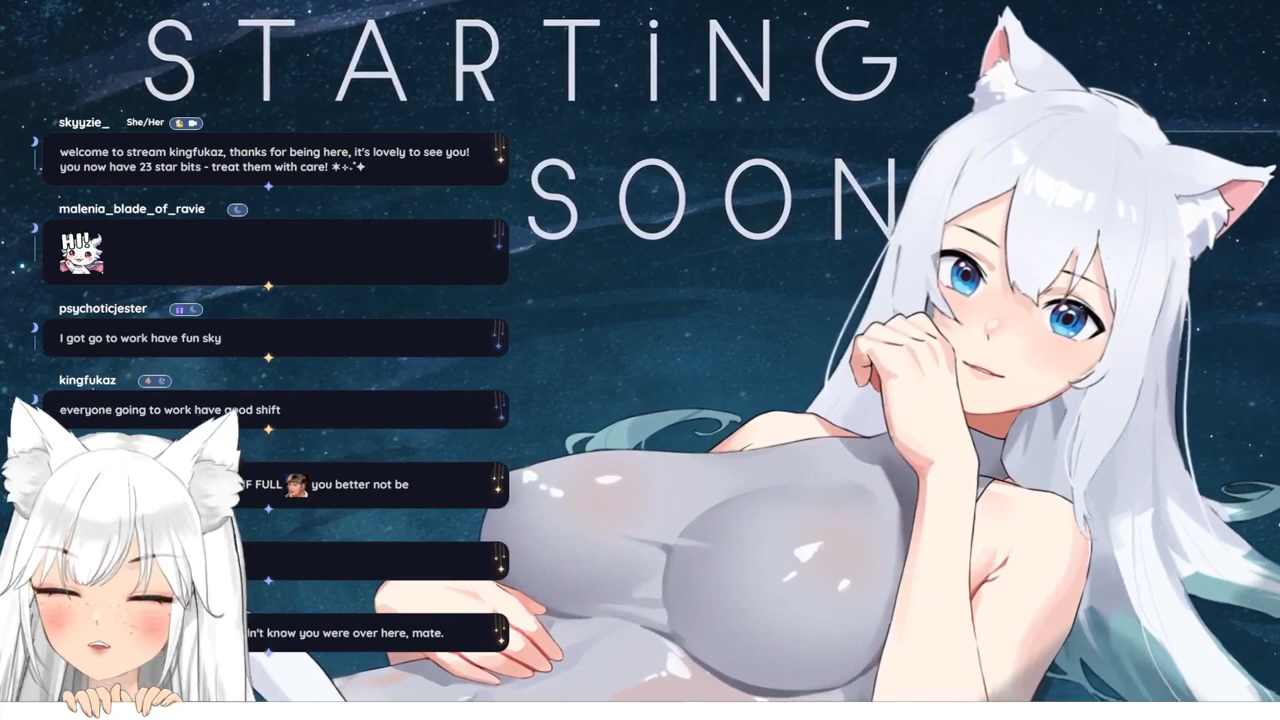 STARTiNG
SOON
skyyzie_ She/Her
welcome to stream kingfukaz, thanks for being here, it's lovely to see you!
you now have 23 star bits - treat them with care!
malenia_blade_of_ravie
HI!
psychoticjester
I got go to work have fun sky
kingfukaz
everyone going to work have good shift
F FULL you better not be
n't know you were over here, mate.